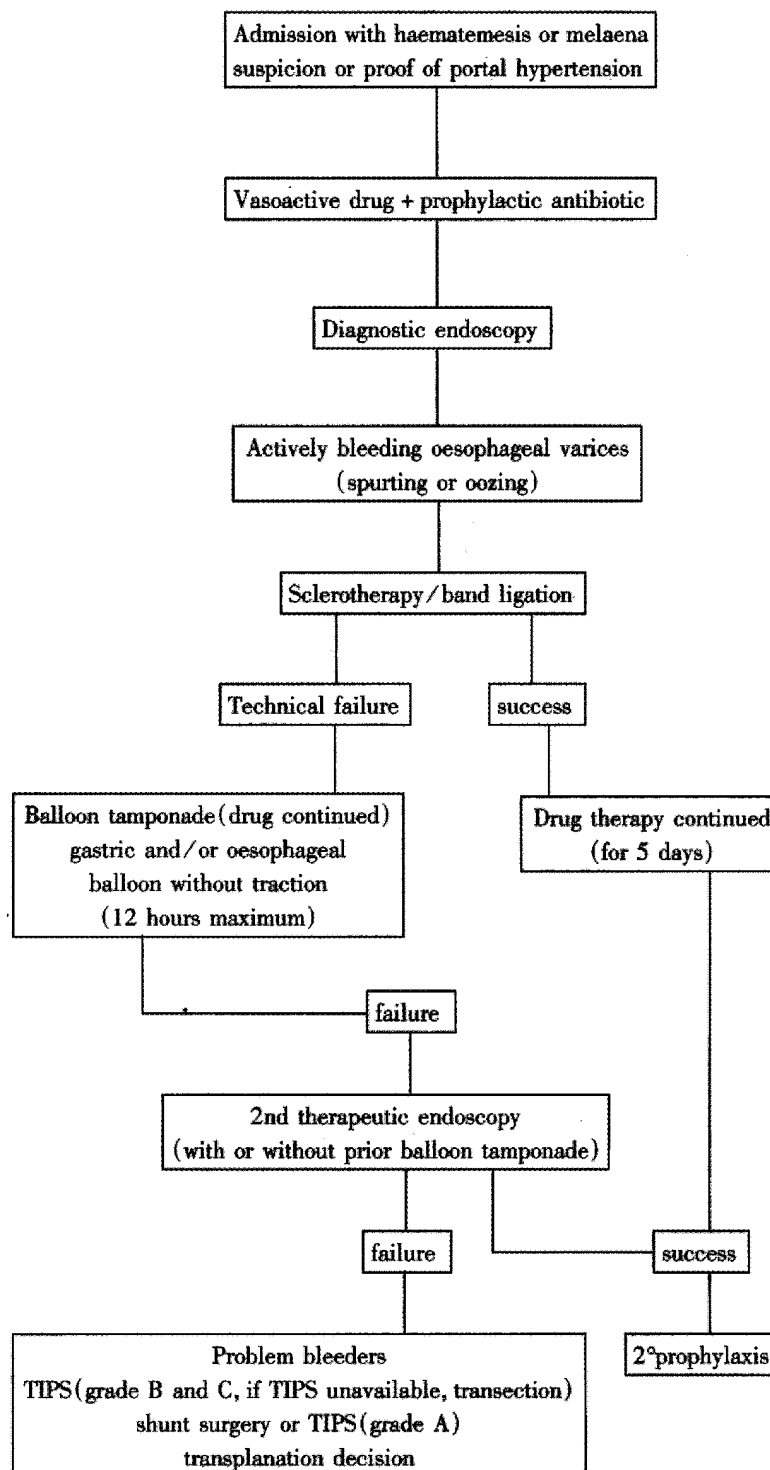 Admission with haematemesis or melaena
suspicion or proof of portal hypertension
Vasoactive drug + prophylactic antibiotic
Diagnostic endoscopy
Actively bleeding oesophageal varices
(spurting or oozing)
Sclerotherapy/band ligation
Technical failure
success
Balloon tamponade(drug continued)
gastric and/or oesophageal
balloon without traction
(12 hours maximum)
Drug therapy continued
(for 5 days)
failure
2nd therapeutic endoscopy
(with or without prior balloon tamponade)
failure
success
Problem bleeders
TIPS(grade B and C, if TIPS unavailable, transection)
shunt surgery or TIPS(grade A)
transplanation decision
2°prophylaxis